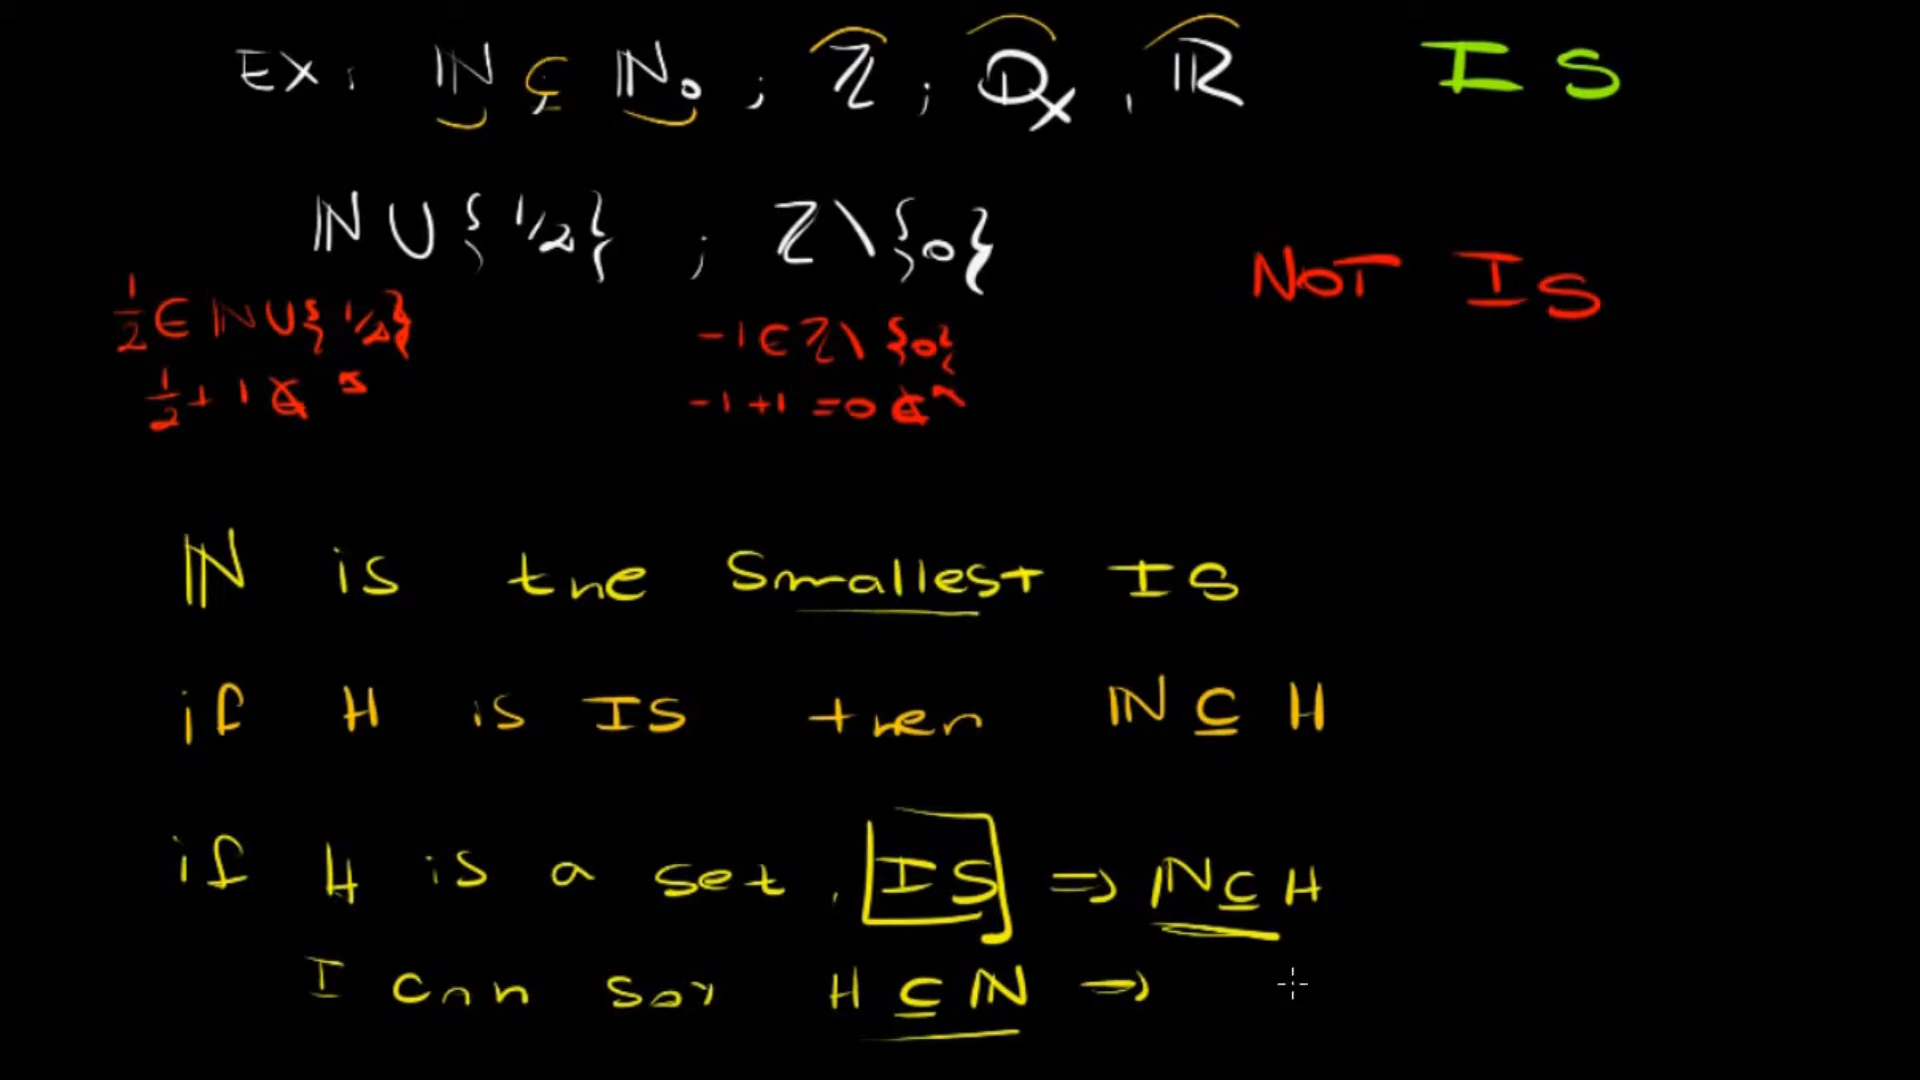 EX: ℕ ⊆ ℕ₀ ; ℤ ; ℚ , ℝ IS
ℕ ∪ {1/2} ; ℤ \ {0} NOT IS
1/2 ∈ ℕ ∪ {1/2} -1 ∈ ℤ \ {0}
1/2 + 1 ∉ " -1 + 1 = 0 ∉ "
ℕ is the Smallest IS
if H is IS then ℕ ⊆ H
if H is a set , IS ⇒ ℕ ⊆ H
I can say H ⊆ ℕ ⇒